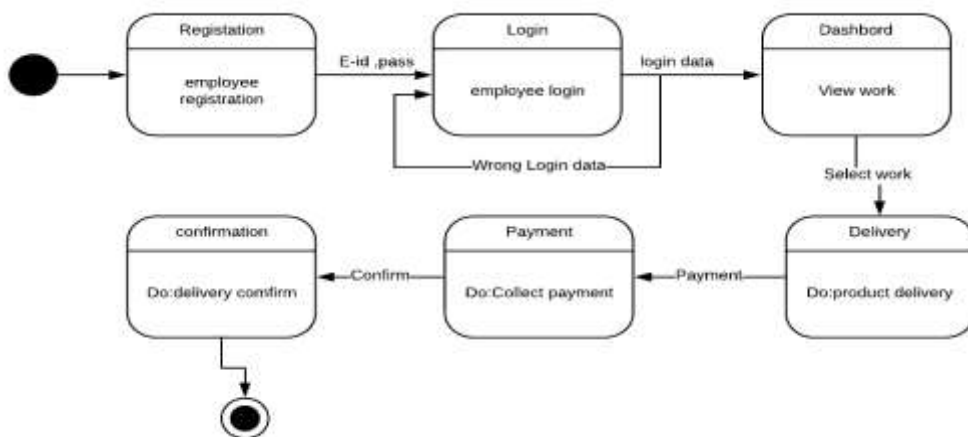 Registation
employee
registration
E-id ,pass
Login
employee login
login data
Dashbord
View work
Wrong Login data
Select work
confirmation
Do:delivery comfirm
Confirm
Payment
Do:Collect payment
Payment
Delivery
Do:product delivery